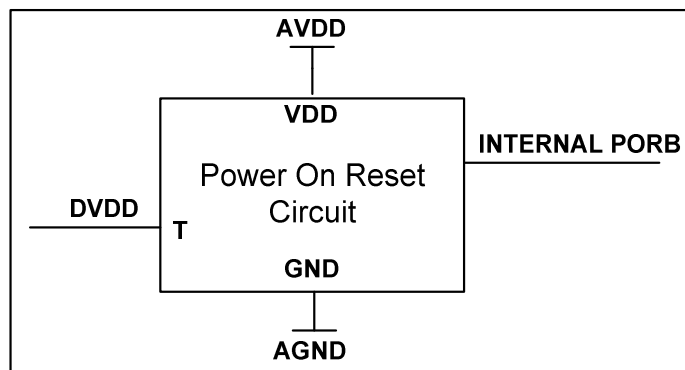 AVDD
VDD
INTERNAL PORB
Power On Reset
Circuit
DVDD
T
GND
AGND